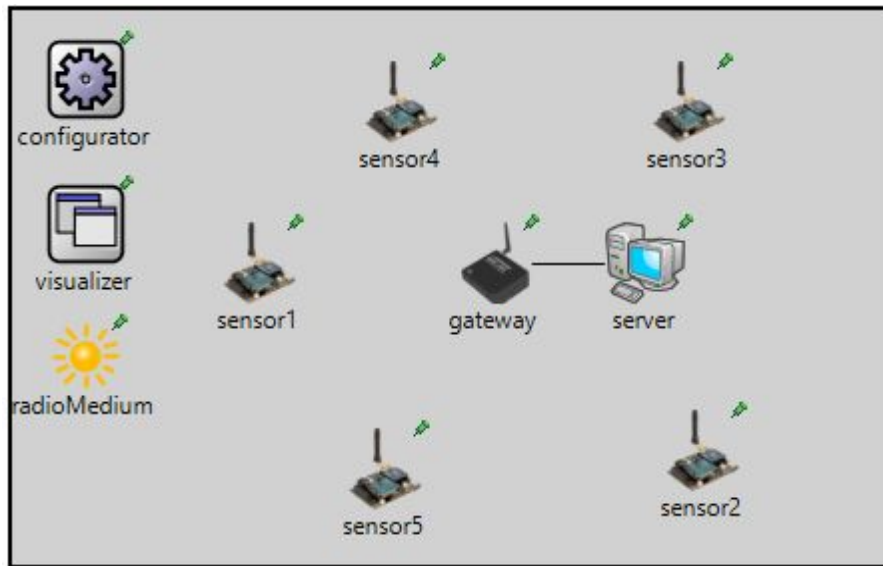 configurator
sensor4
sensor3
visualizer
sensor1
gateway
server
radioMedium
sensor5
sensor2